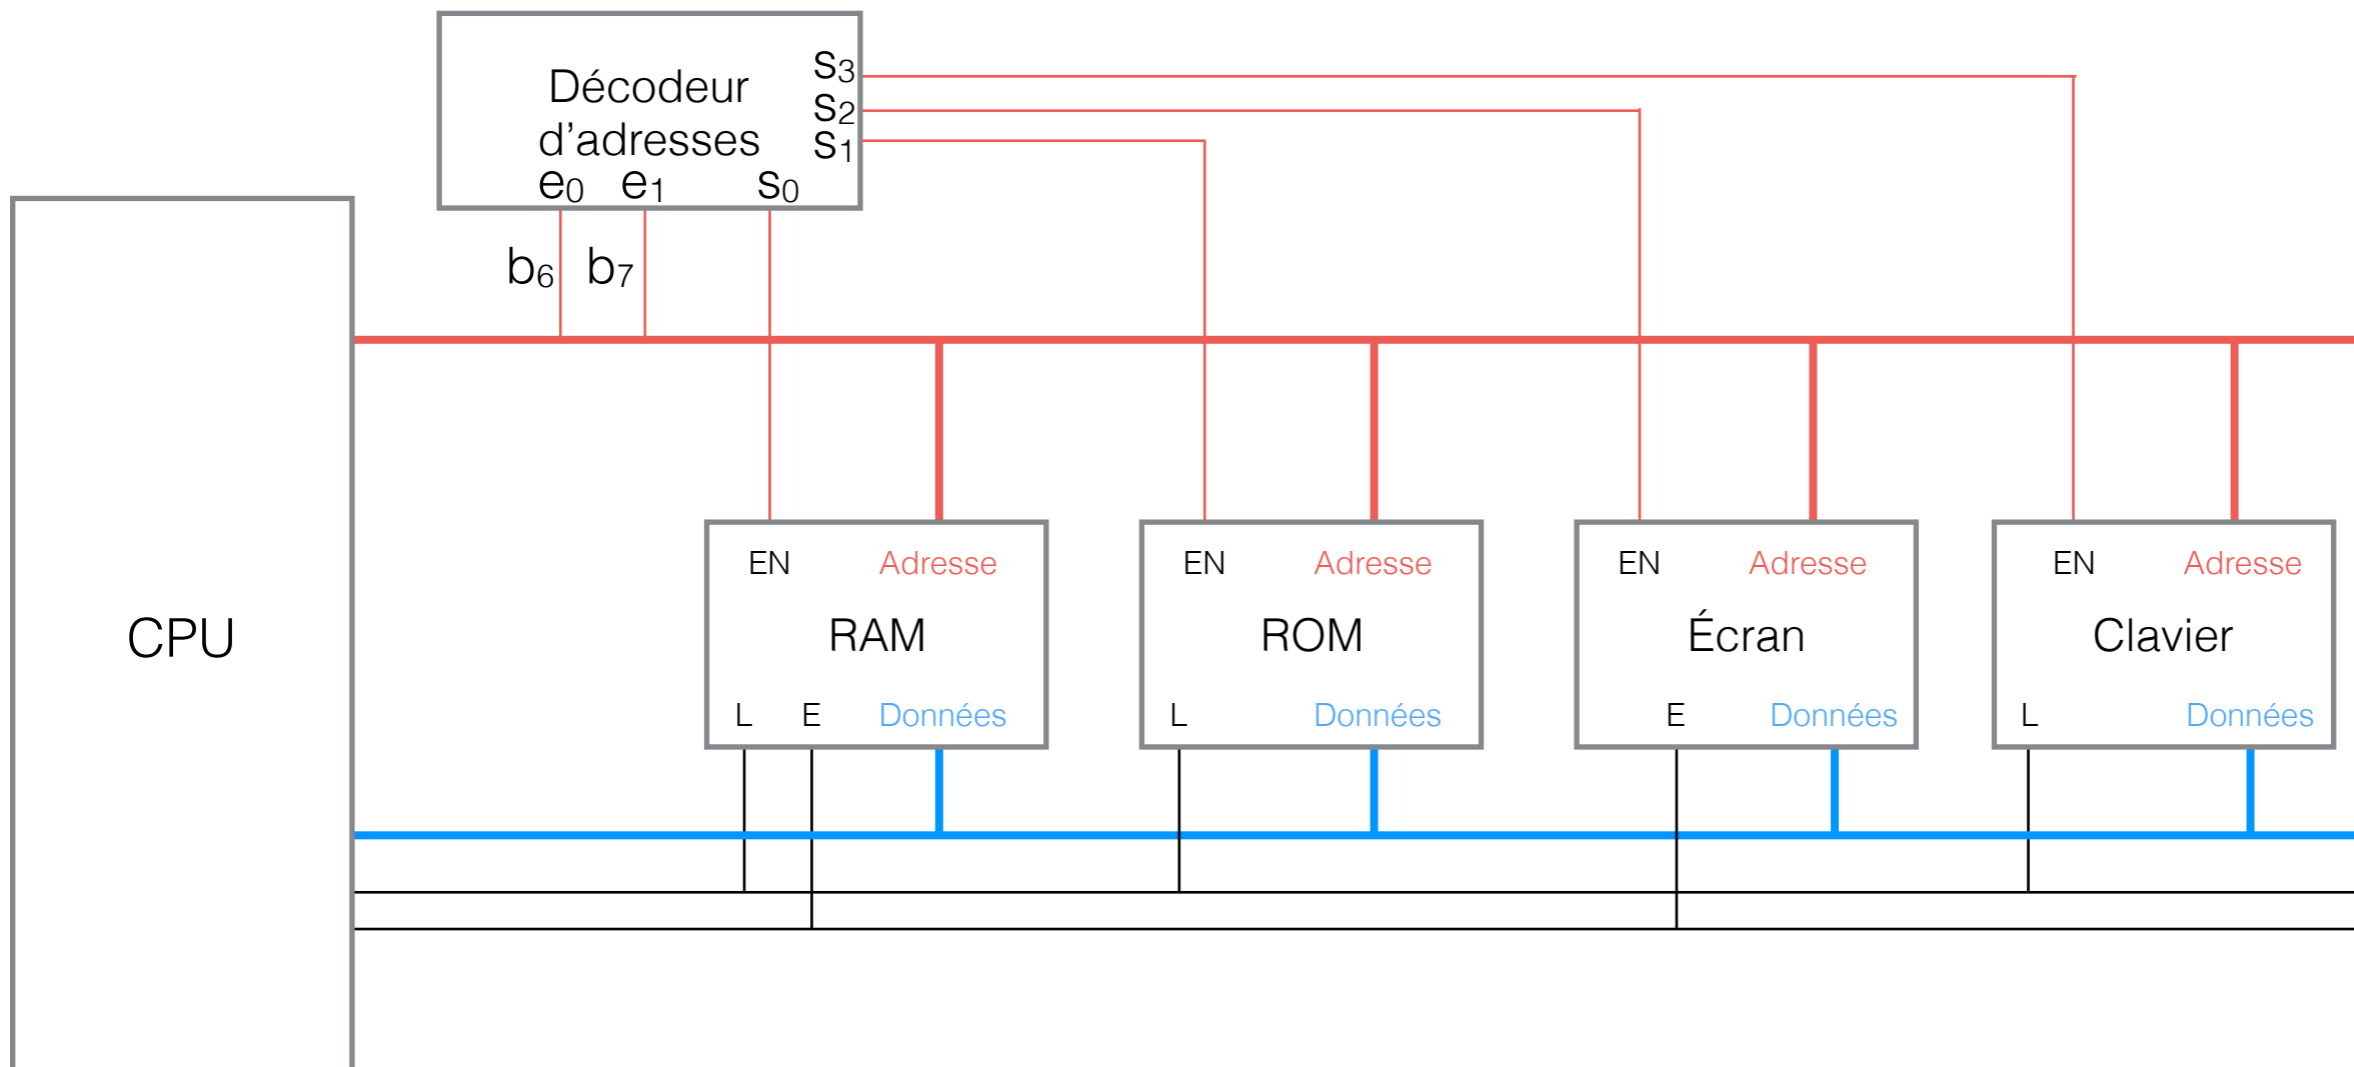 Décodeur
d'adresses
s3
s2
s1
e0 e1 s0
b6 b7
CPU
EN Adresse
RAM
L E Données
EN Adresse
ROM
L Données
EN Adresse
Écran
E Données
EN Adresse
Clavier
L Données